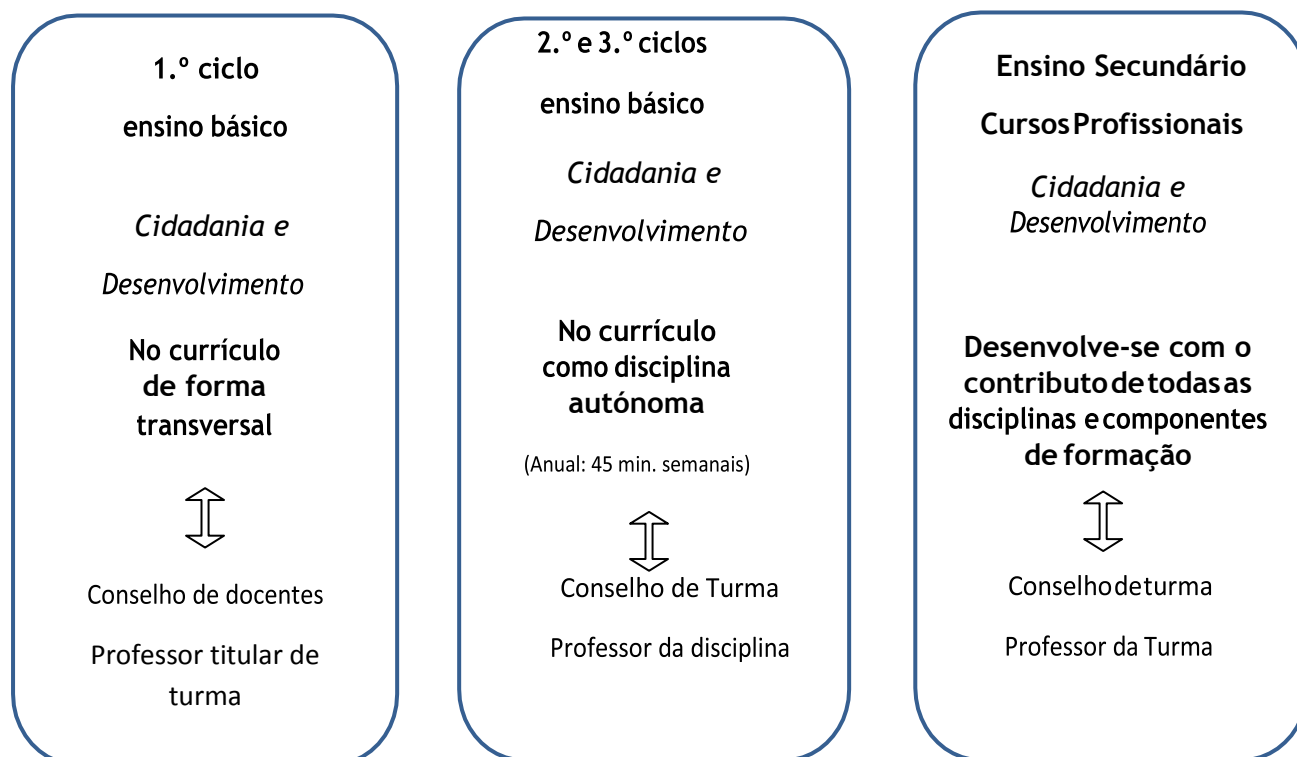 1.º ciclo
ensino básico
Cidadania e
Desenvolvimento
No currículo
de forma
transversal
Conselho de docentes
Professor titular de
turma
2.º e 3.º ciclos
ensino básico
Cidadania e
Desenvolvimento
No currículo
como disciplina
autónoma
(Anual: 45 min. semanais)
Conselho de Turma
Professor da disciplina
Ensino Secundário
Cursos Profissionais
Cidadania e
Desenvolvimento
Desenvolve-se com o
contributo de todas as
disciplinas e componentes
de formação
Conselho de turma
Professor da Turma